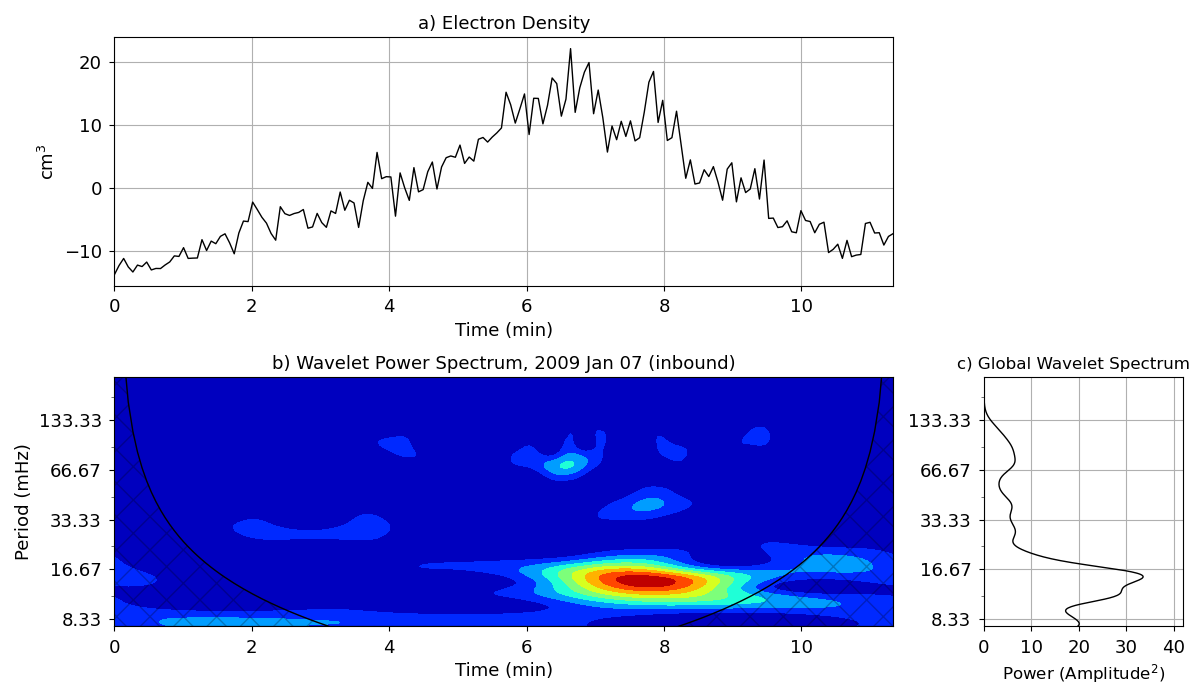 a) Electron Density
20
10
0
−10
cm³
0 2 4 6 8 10
Time (min)
b) Wavelet Power Spectrum, 2009 Jan 07 (inbound)
133.33
66.67
33.33
16.67
8.33
Period (mHz)
0 2 4 6 8 10
Time (min)
c) Global Wavelet Spectrum
133.33
66.67
33.33
16.67
8.33
0 10 20 30 40
Power (Amplitude²)